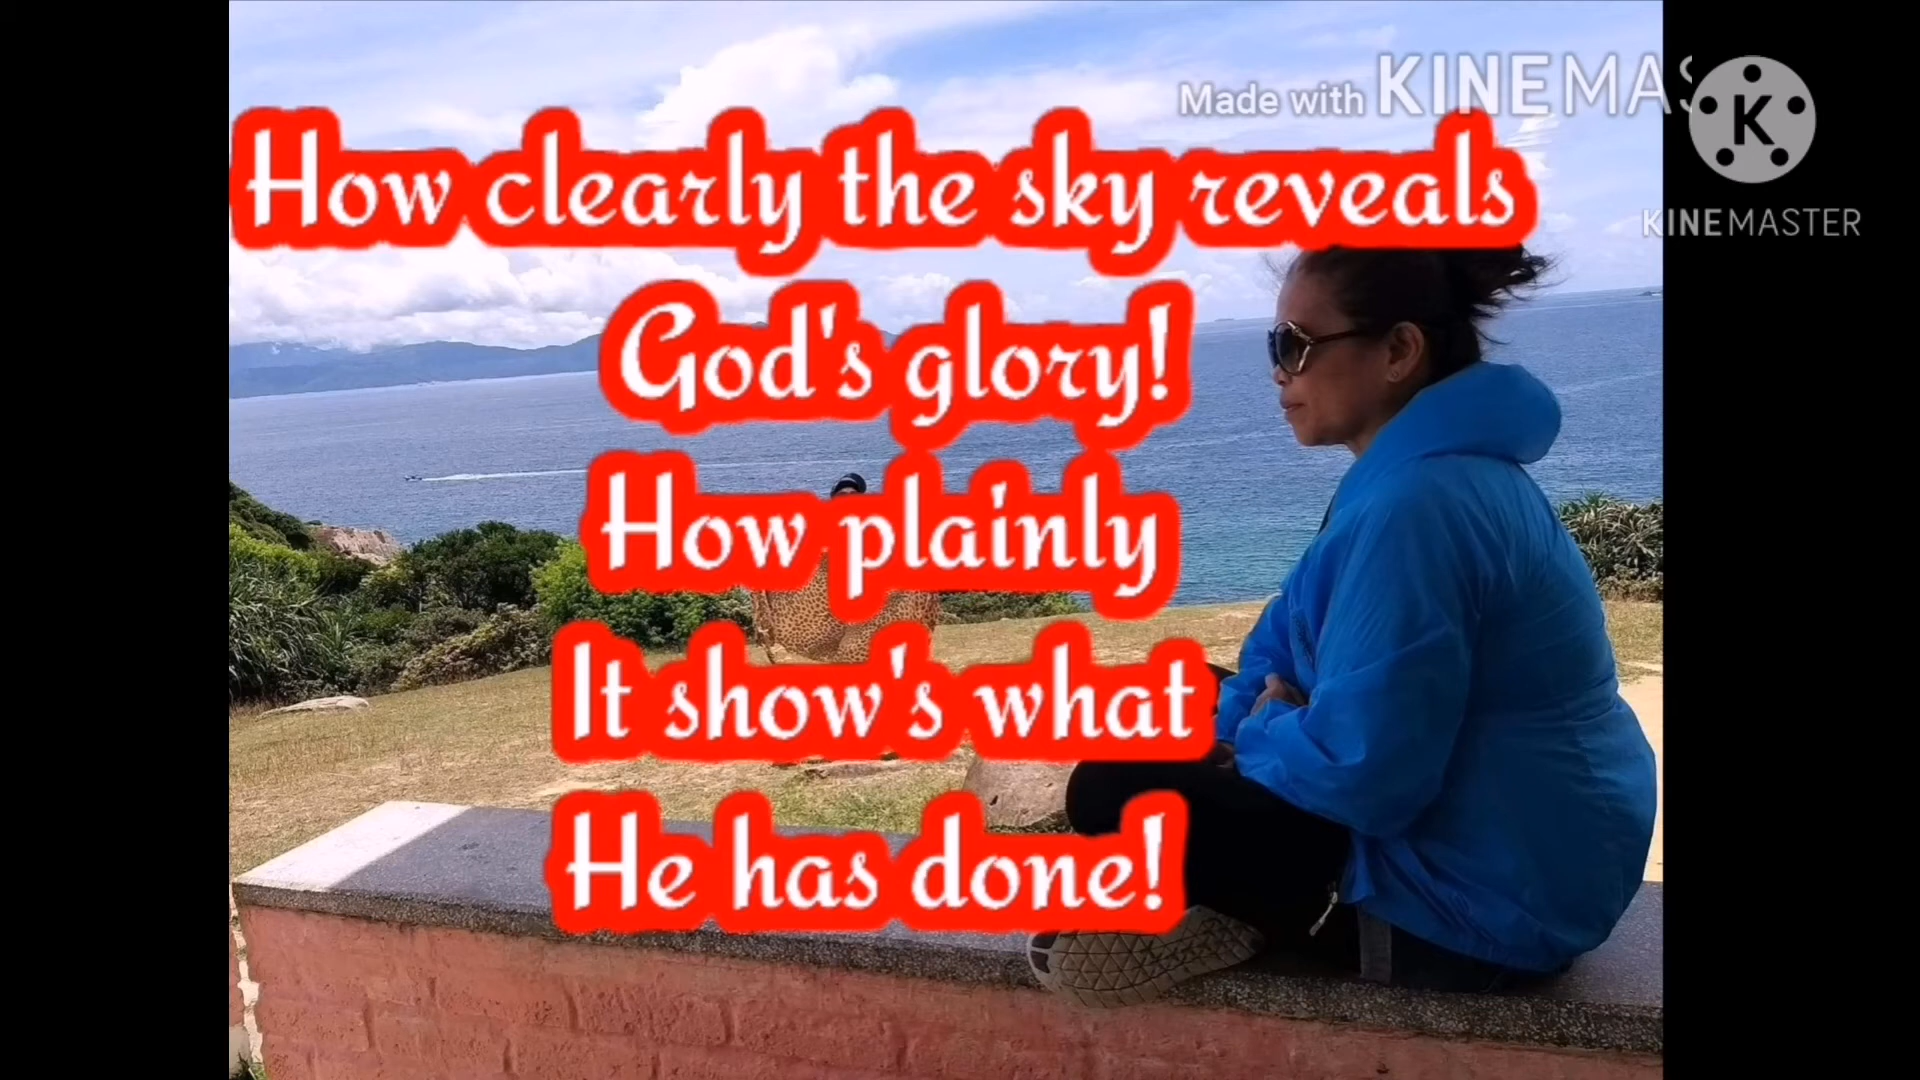 Made with KINEMAS
K
KINEMASTER
How clearly the sky reveals
God's glory!
How plainly
It show's what
He has done!